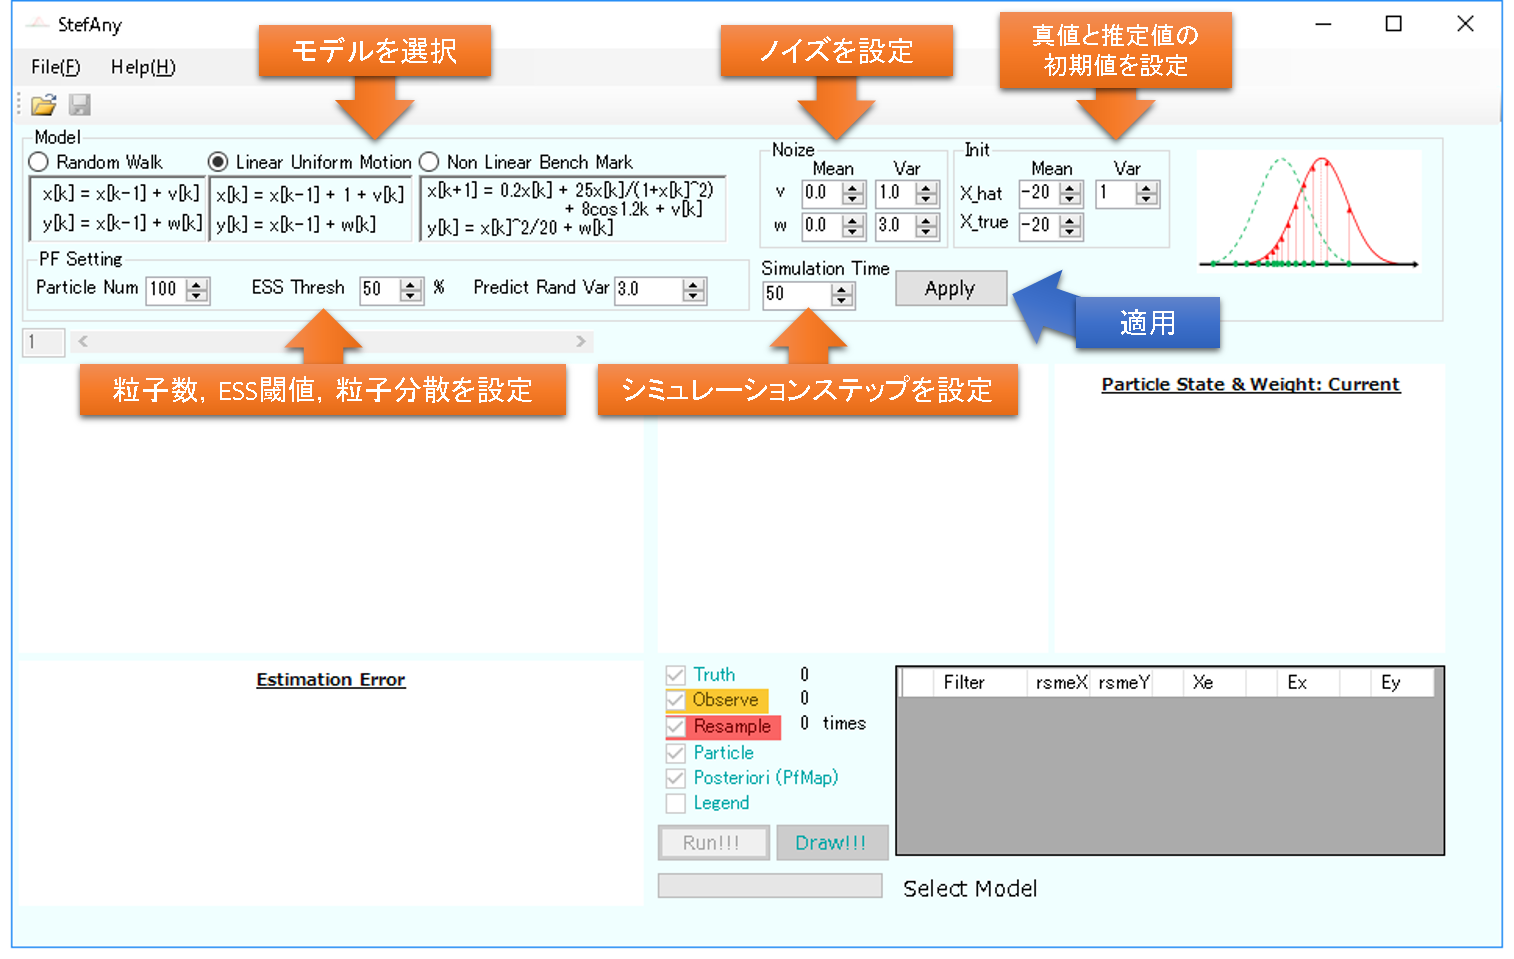 StefAny
モデルを選択
ノイズを設定
真値と推定値の
初期値を設定
File(F) Help(H)
Model
Random Walk
Linear Uniform Motion
Non Linear Bench Mark
x[k] = x[k-1] + v[k]
y[k] = x[k-1] + w[k]
x[k] = x[k-1] + 1 + v[k]
y[k] = x[k-1] + w[k]
x[k+1] = 0.2x[k] + 25x[k]/(1+x[k]^2)
+ 8cos1.2k + v[k]
y[k] = x[k]^2/20 + w[k]
Noize
Mean Var
v 0.0 1.0
w 0.0 3.0
Init
Mean Var
X_hat -20 1
X_true -20
PF Setting
Particle Num 100 ESS Thresh 50 % Predict Rand Var 3.0
Simulation Time
50
Apply
適用
1
粒子数, ESS閾値, 粒子分散を設定
シミュレーションステップを設定
Particle State & Weight: Current
Estimation Error
Truth 0
Observe 0
Resample 0 times
Particle
Posteriori (PfMap)
Legend
Run!!! Draw!!!
Filter rsmeX rsmeY Xe Ex Ey
Select Model